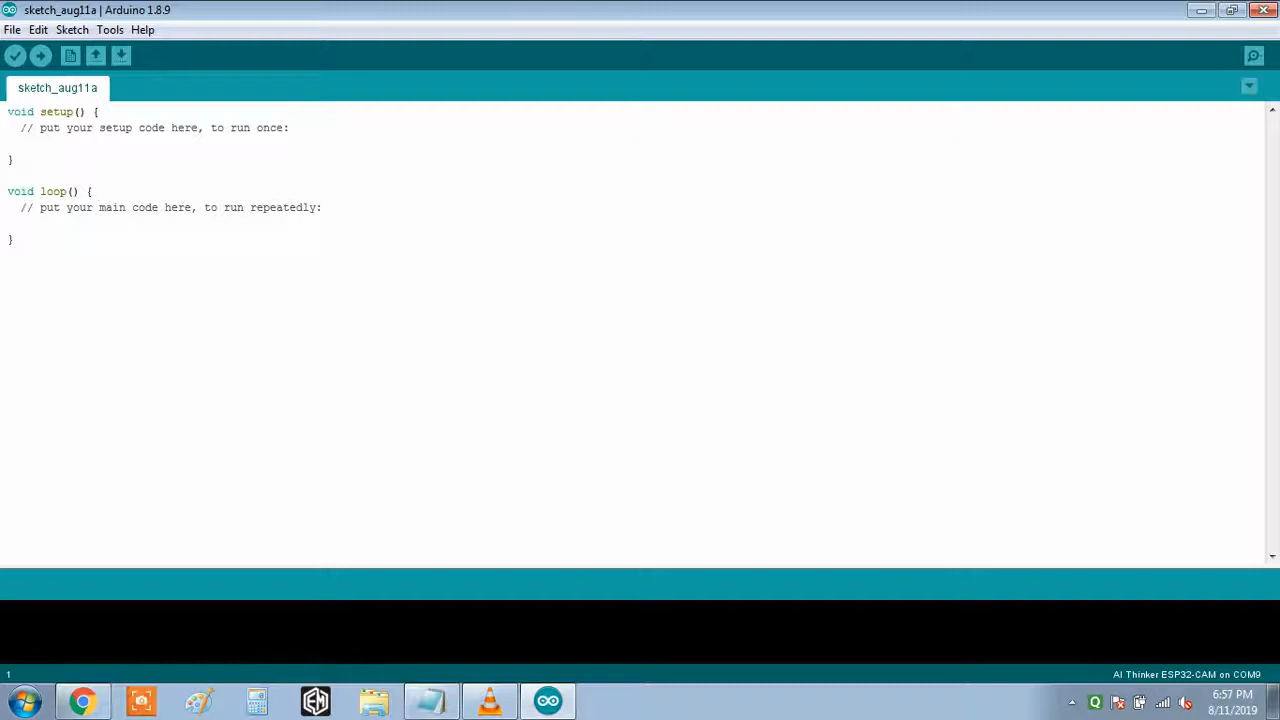 sketch_aug11a | Arduino 1.8.9
File Edit Sketch Tools Help
sketch_aug11a
void setup() {
// put your setup code here, to run once:
}
void loop() {
// put your main code here, to run repeatedly:
}
1
AI Thinker ESP32-CAM on COM9
EM
Q
6:57 PM
8/11/2019